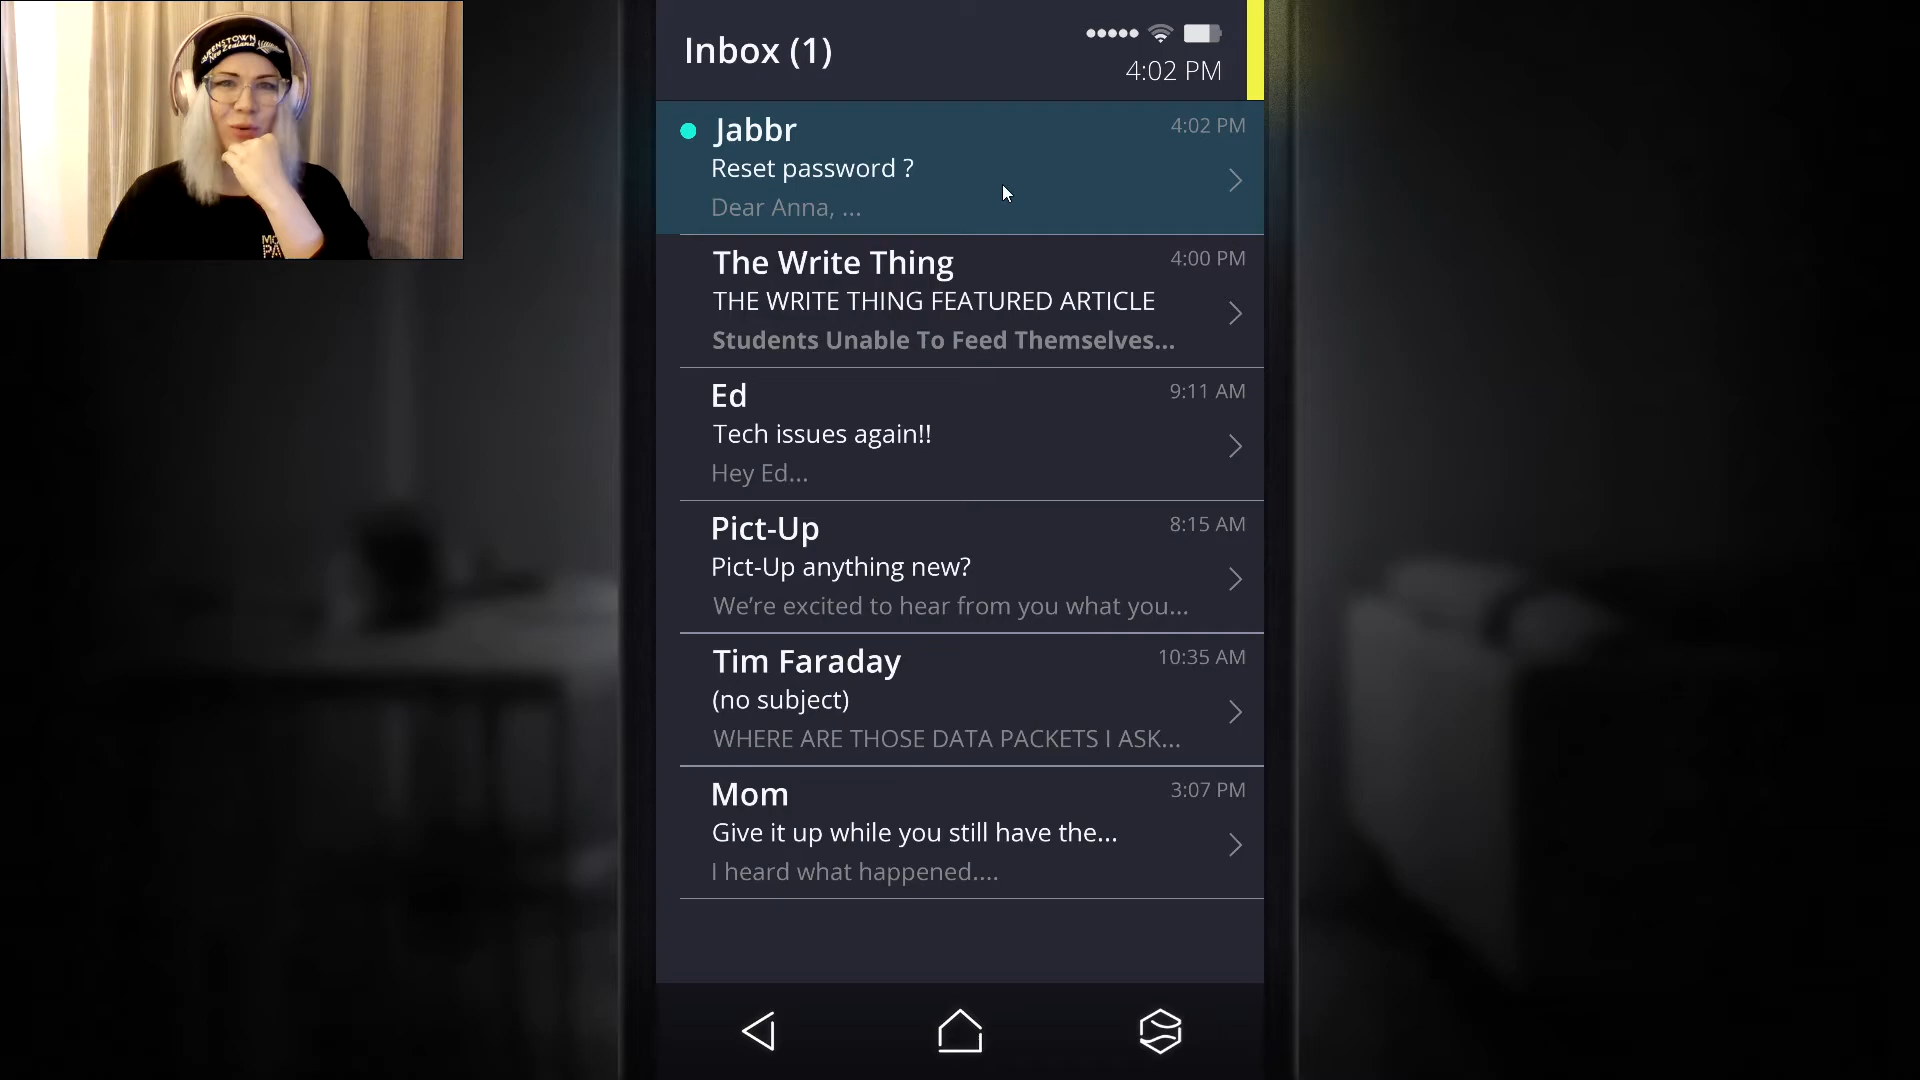 QUEENSTOWN
New Zealand
Inbox (1)
4:02 PM
Jabbr
4:02 PM
Reset password ?
Dear Anna, ...
The Write Thing
4:00 PM
THE WRITE THING FEATURED ARTICLE
Students Unable To Feed Themselves...
Ed
9:11 AM
Tech issues again!!
Hey Ed...
Pict-Up
8:15 AM
Pict-Up anything new?
We're excited to hear from you what you...
Tim Faraday
10:35 AM
(no subject)
WHERE ARE THOSE DATA PACKETS I ASK...
Mom
3:07 PM
Give it up while you still have the...
I heard what happened....